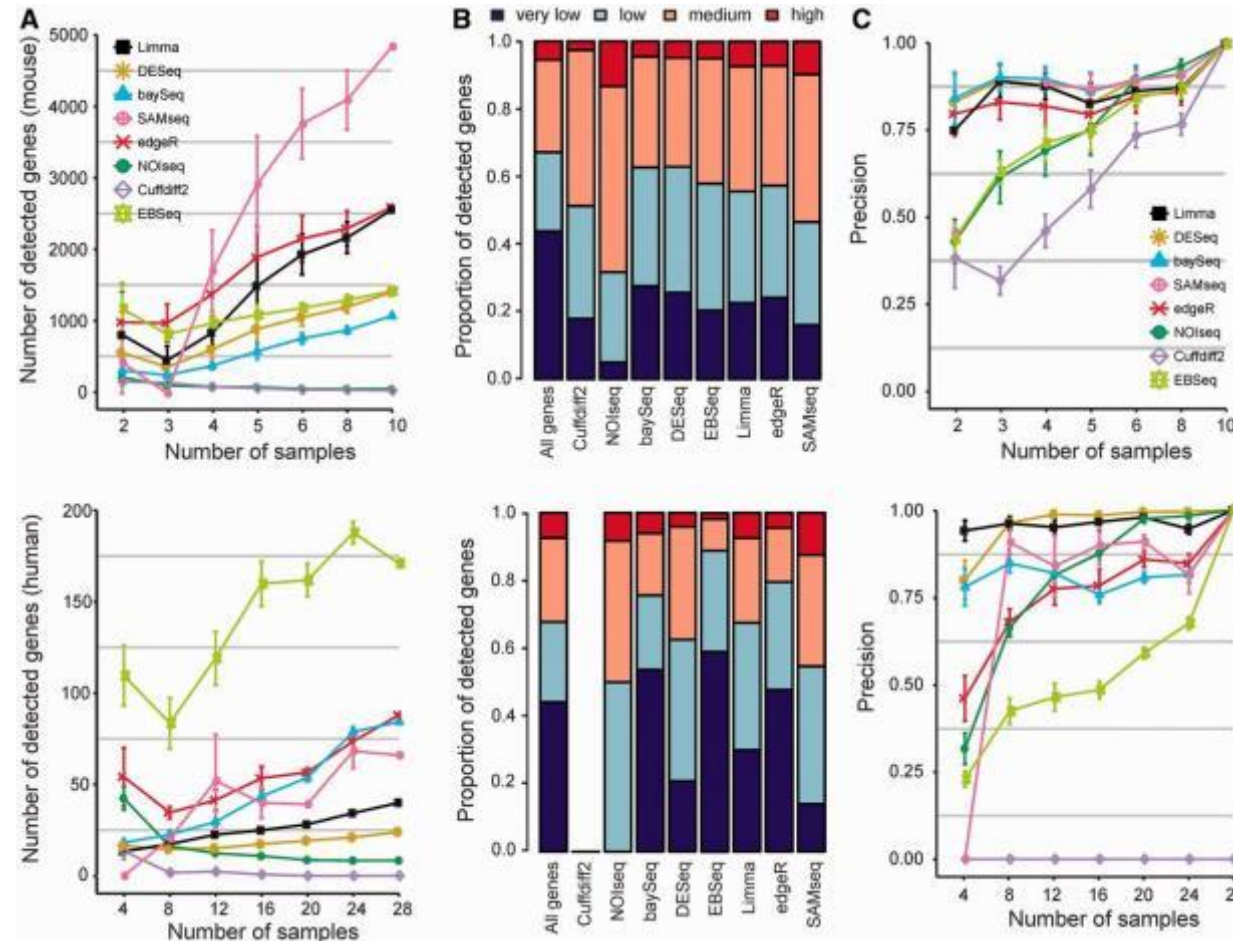 A
Number of detected genes (mouse)
5000
4000
3000
2000
1000
0
Limma
DESeq
baySeq
SAMseq
edgeR
NOIseq
Cuffdiff2
EBSeq
2 3 4 5 6 8 10
Number of samples
B
very low low medium high
Proportion of detected genes
1.0
0.8
0.6
0.4
0.2
0.0
All genes
Cuffdiff2
NOIseq
baySeq
DESeq
EBSeq
Limma
edgeR
SAMseq
C
Precision
1.00
0.75
0.50
0.25
0.00
Limma
DESeq
baySeq
SAMseq
edgeR
NOIseq
Cuffdiff2
EBSeq
2 3 4 5 6 8 10
Number of samples
Number of detected genes (human)
200
150
100
50
0
4 8 12 16 20 24 28
Number of samples
Proportion of detected genes
1.0
0.8
0.6
0.4
0.2
0.0
All genes
Cuffdiff2
NOIseq
baySeq
DESeq
EBSeq
Limma
edgeR
SAMseq
Precision
1.00
0.75
0.50
0.25
0.00
4 8 12 16 20 24 2
Number of samples